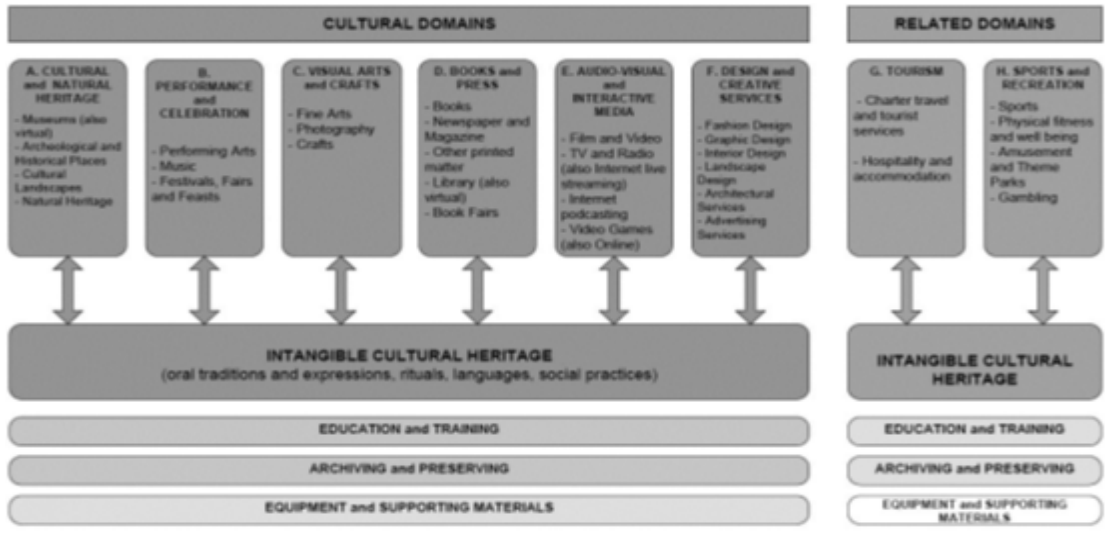 CULTURAL DOMAINS
RELATED DOMAINS
A. CULTURAL
and NATURAL
HERITAGE
- Museums (also
virtual)
- Archeological and
Historical Places
- Cultural
Landscapes
- Natural Heritage
B.
PERFORMANCE
and
CELEBRATION
- Performing Arts
- Music
- Festivals, Fairs
and Feasts
C. VISUAL ARTS
and CRAFTS
- Fine Arts
- Photography
- Crafts
D. BOOKS and
PRESS
- Books
- Newspaper and
Magazine
- Other printed
matter
- Library (also
virtual)
- Book Fairs
E. AUDIO-VISUAL
and
INTERACTIVE
MEDIA
- Film and Video
- TV and Radio
(also Internet live
streaming)
- Internet
podcasting
- Video Games
(also Online)
F. DESIGN and
CREATIVE
SERVICES
- Fashion Design
- Graphic Design
- Interior Design
- Landscape
Design
- Architectural
Services
- Advertising
Services
G. TOURISM
- Charter travel
and tourist
services
- Hospitality and
accommodation
H. SPORTS and
RECREATION
- Sports
- Physical fitness
and well being
- Amusement
and Theme
Parks
- Gambling
INTANGIBLE CULTURAL HERITAGE
(oral traditions and expressions, rituals, languages, social practices)
INTANGIBLE CULTURAL
HERITAGE
EDUCATION and TRAINING
EDUCATION and TRAINING
ARCHIVING and PRESERVING
ARCHIVING and PRESERVING
EQUIPMENT and SUPPORTING MATERIALS
EQUIPMENT and SUPPORTING
MATERIALS